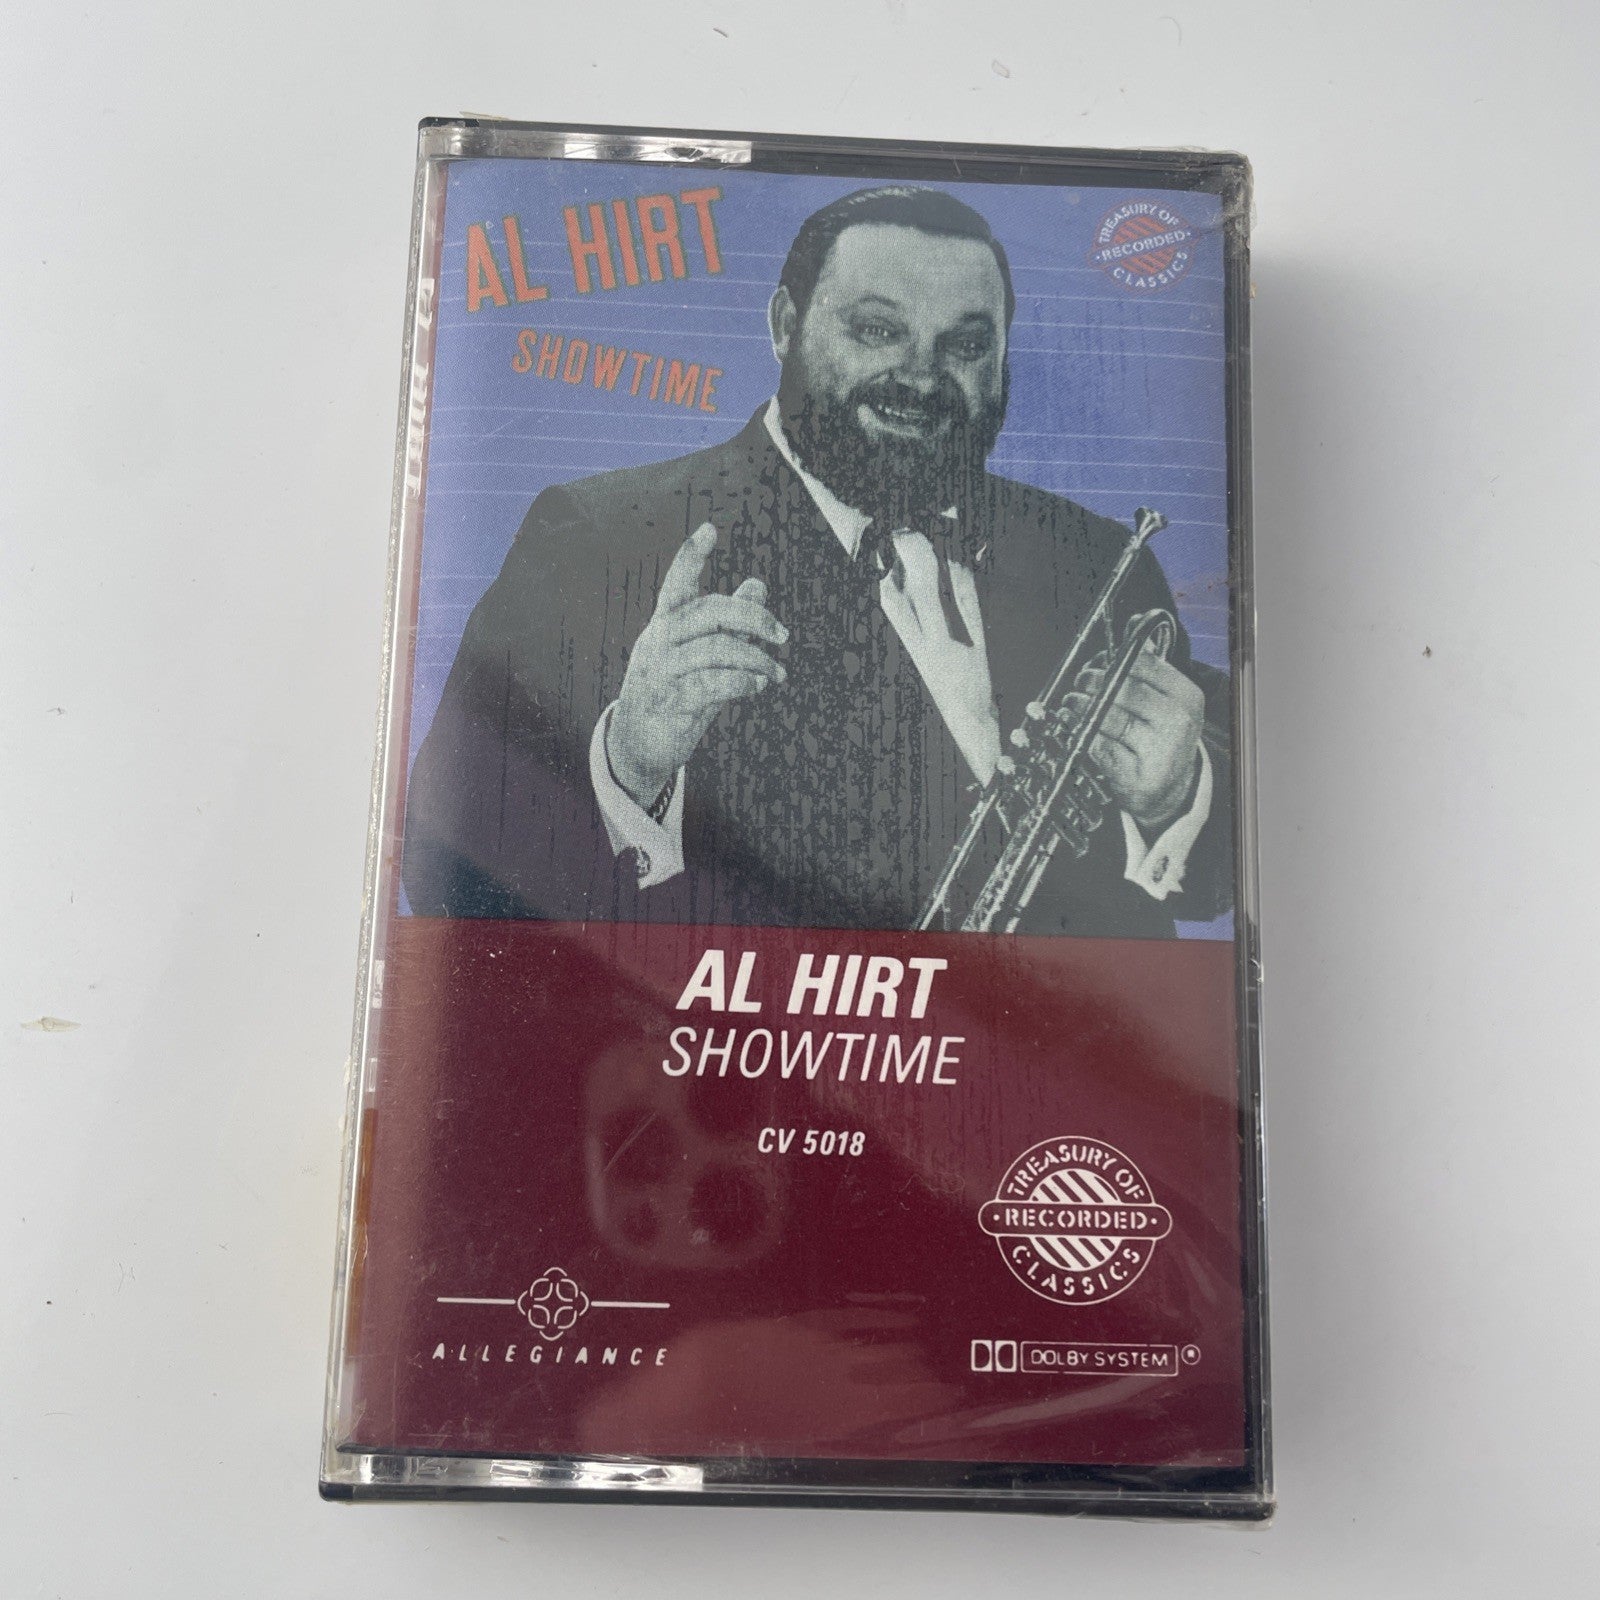 AL HIRT
SHOWTIME
TREASURY OF
·RECORDED·
CLASSICS
AL HIRT
SHOWTIME
CV 5018
TREASURY OF
·RECORDED·
CLASSICS
ALLEGIANCE
DOLBY SYSTEM ®